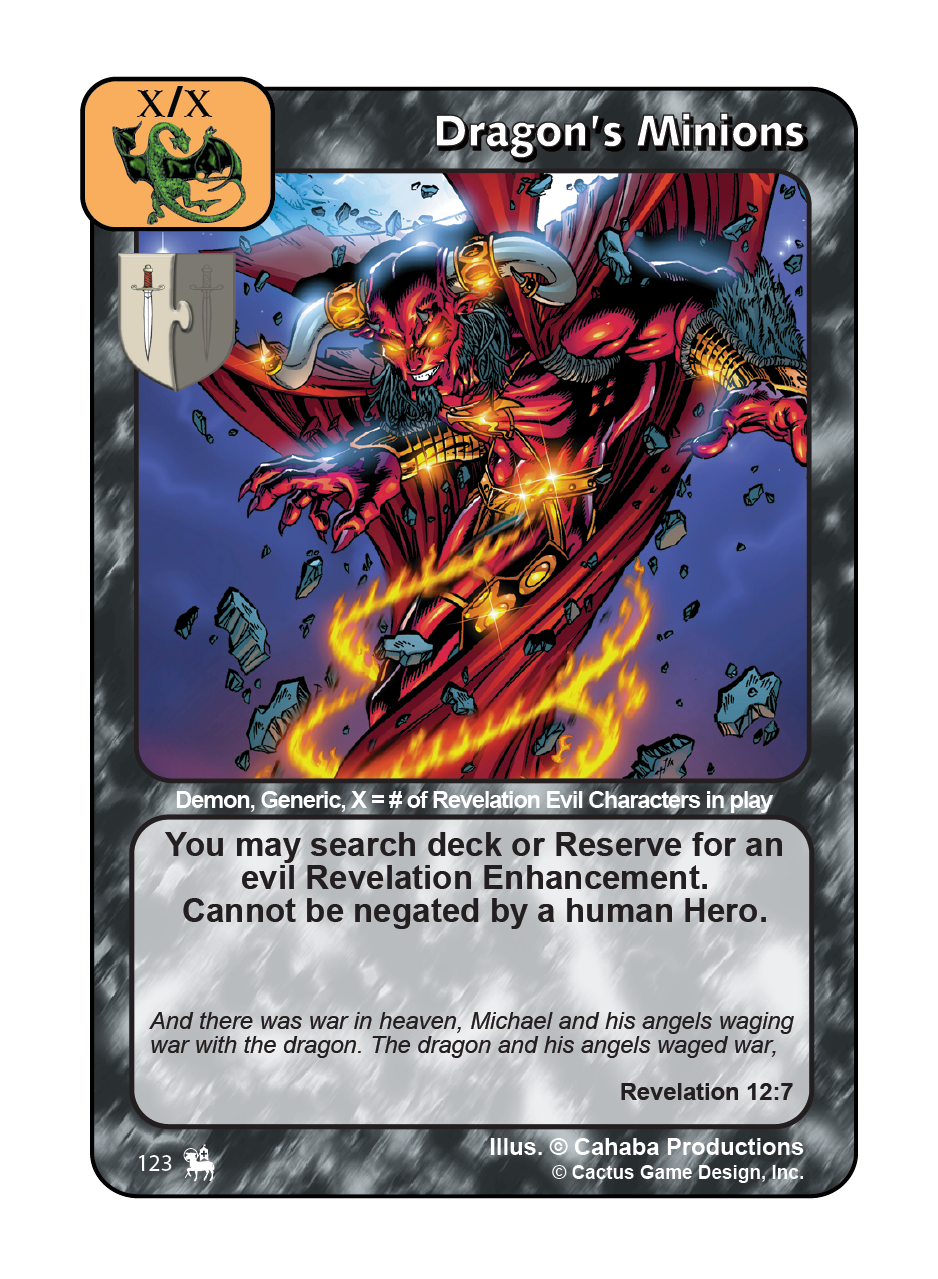 X/X
Dragon's Minions
Demon, Generic, X = # of Revelation Evil Characters in play
You may search deck or Reserve for an
evil Revelation Enhancement.
Cannot be negated by a human Hero.
And there was war in heaven, Michael and his angels waging
war with the dragon. The dragon and his angels waged war,
Revelation 12:7
Illus. © Cahaba Productions
123
© Cactus Game Design, Inc.